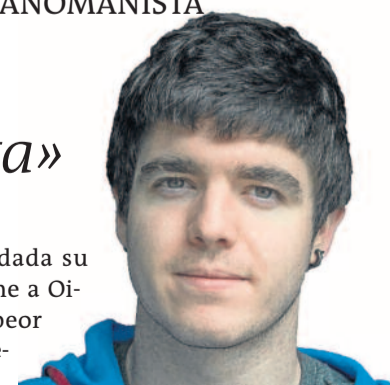 ANOMANISTA
a»
dada su
ne a Oi-
peor
e-